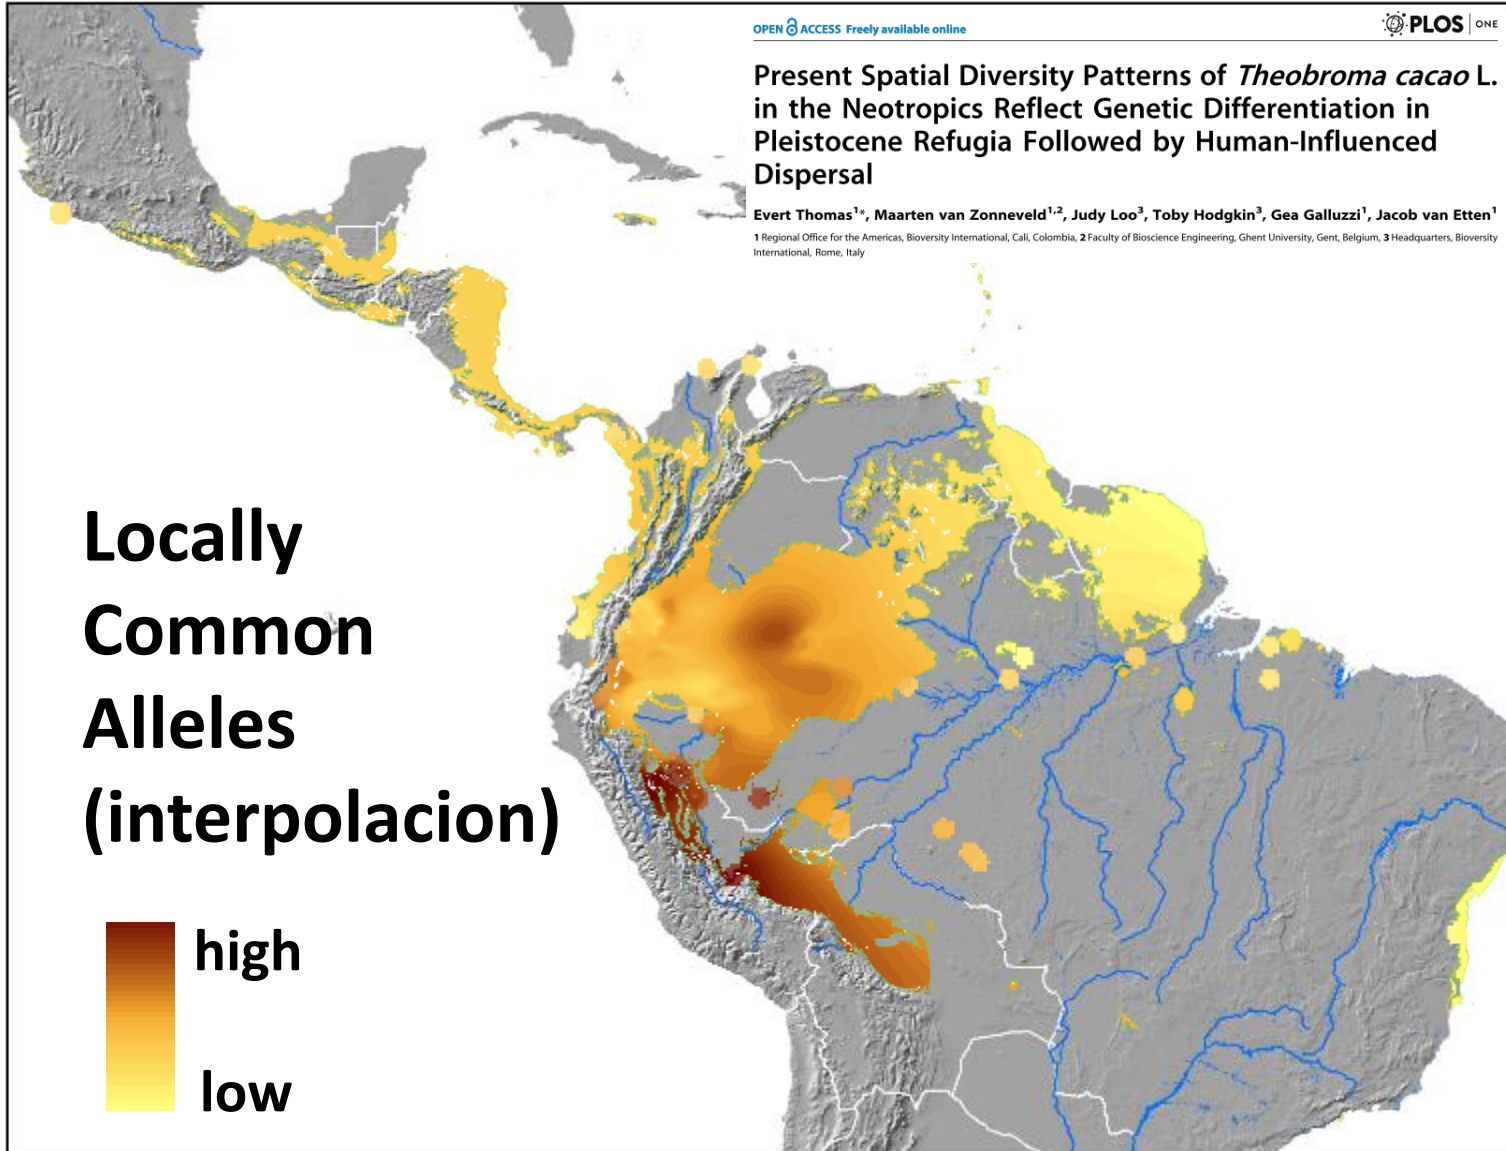 OPEN ACCESS Freely available online
PLOS ONE
Present Spatial Diversity Patterns of Theobroma cacao L.
in the Neotropics Reflect Genetic Differentiation in
Pleistocene Refugia Followed by Human-Influenced
Dispersal
Evert Thomas1*, Maarten van Zonneveld1,2, Judy Loo3, Toby Hodgkin3, Gea Galluzzi1, Jacob van Etten1
1 Regional Office for the Americas, Bioversity International, Cali, Colombia, 2 Faculty of Bioscience Engineering, Ghent University, Gent, Belgium, 3 Headquarters, Bioversity
International, Rome, Italy
Locally
Common
Alleles
(interpolacion)
high
low